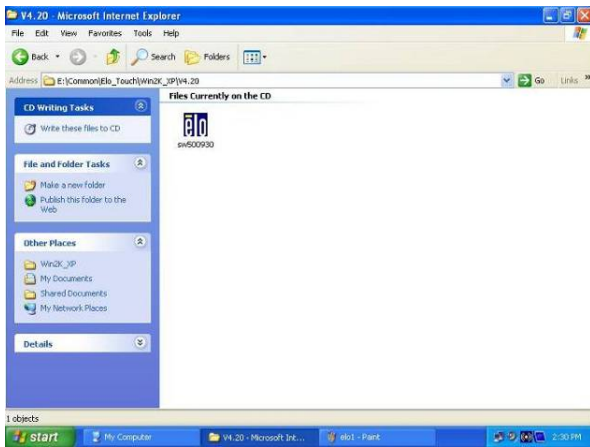 V4.20 - Microsoft Internet Explorer
File Edit View Favorites Tools Help
Back Search Folders
Address E:\Common\Elo_Touch\Win2K_XP\V4.20 Go Links »
CD Writing Tasks
Write these files to CD
File and Folder Tasks
Make a new folder
Publish this folder to the
Web
Other Places
Win2K_XP
My Documents
Shared Documents
My Network Places
Details
Files Currently on the CD
elo
sw500930
1 objects
start My Computer V4.20 - Microsoft Int... elo1 - Paint 2:30 PM